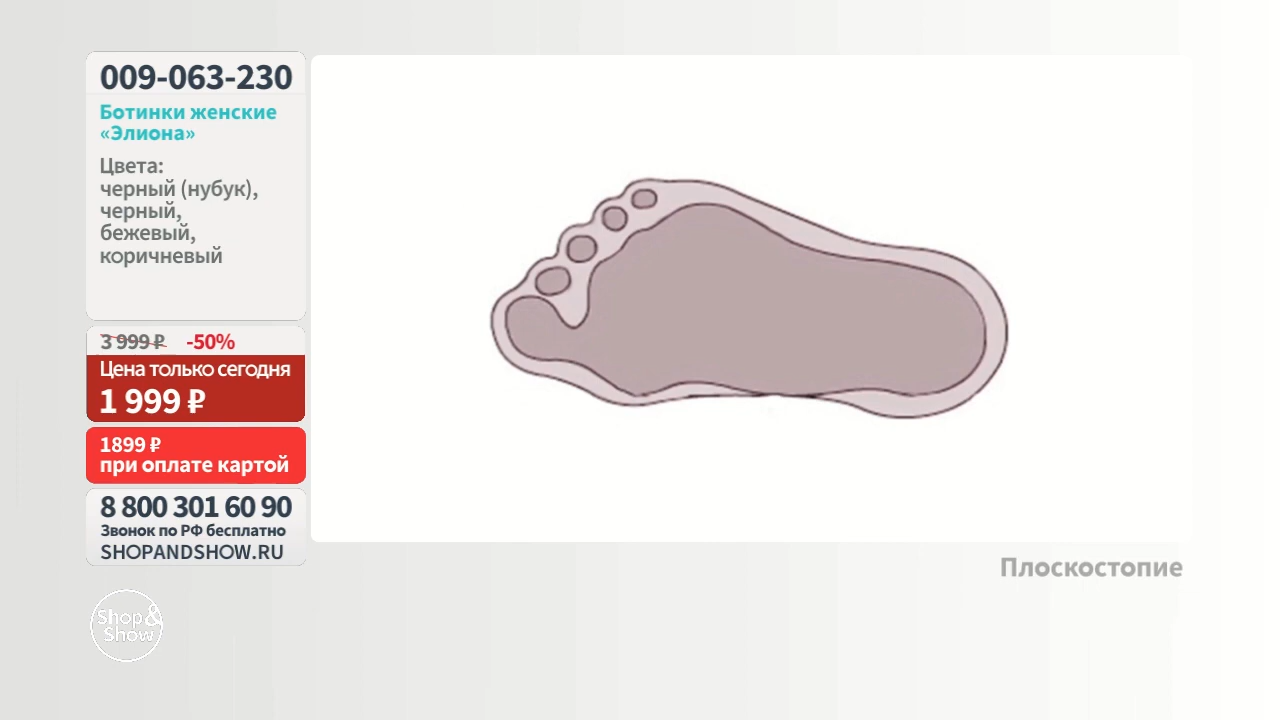 009-063-230
Ботинки женские
«Элиона»
Цвета:
черный (нубук),
черный,
бежевый,
коричневый
3 999 ₽ -50%
Цена только сегодня
1 999 ₽
1899 ₽
при оплате картой
8 800 301 60 90
Звонок по РФ бесплатно
SHOPANDSHOW.RU
Плоскостопие
Shop&
Show